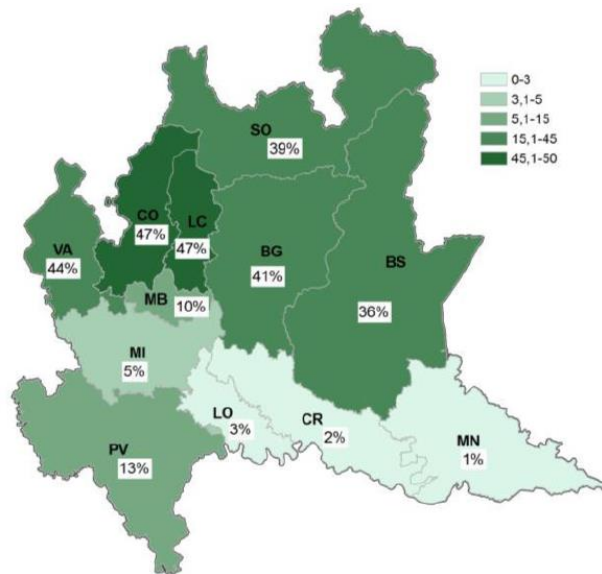 0-3
3,1-5
5,1-15
15,1-45
45,1-50
SO
39%
CO
47%
LC
47%
VA
44%
BG
41%
BS
36%
MB
10%
MI
5%
LO
3%
CR
2%
MN
1%
PV
13%